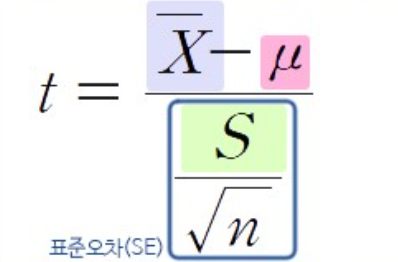 t = (X̄ − μ) / (S / √n)
표준오차(SE)